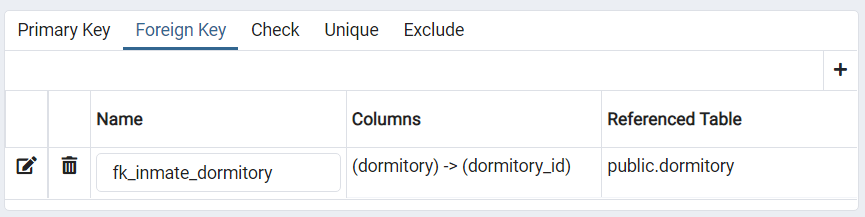 Primary Key Foreign Key Check Unique Exclude
+
Name Columns Referenced Table
fk_inmate_dormitory (dormitory) -> (dormitory_id) public.dormitory